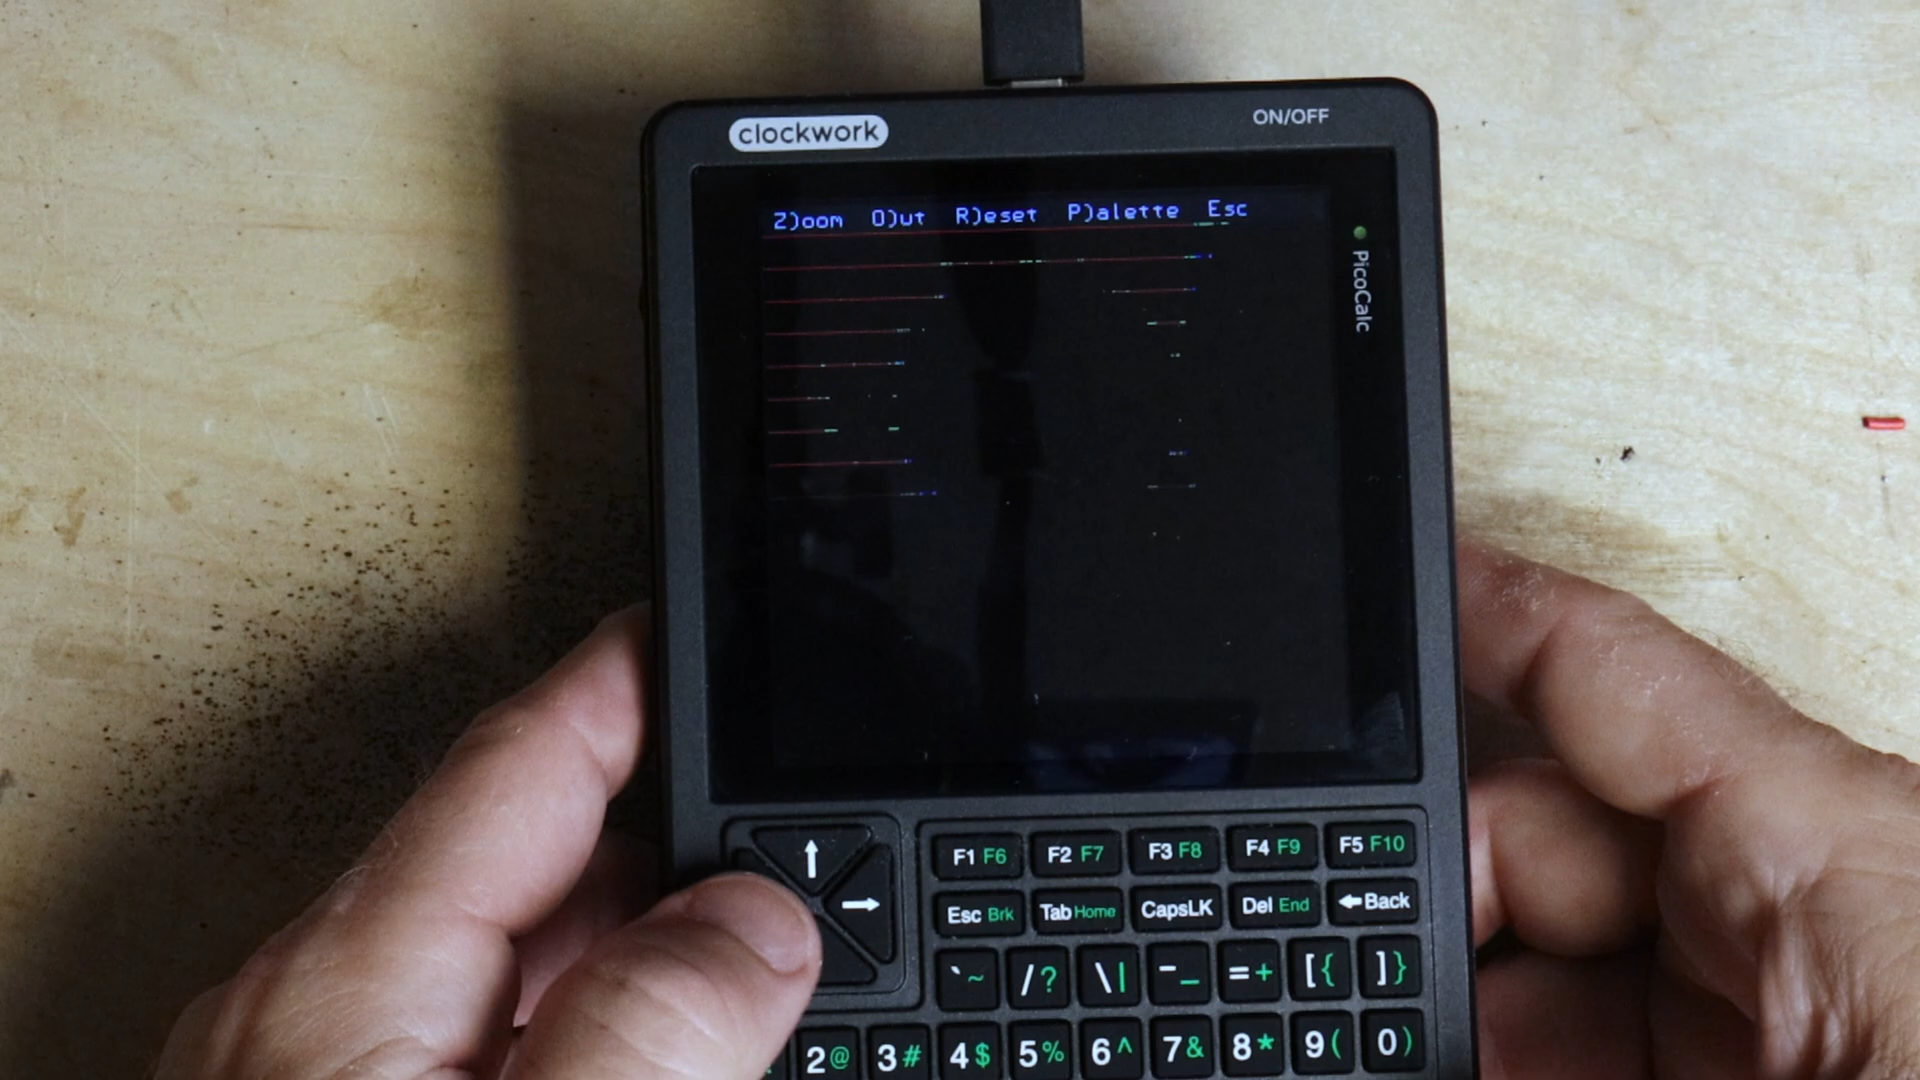 clockwork
ON/OFF
Z)oom O)ut R)eset P)alette Esc
PicoCalc
F1 F6 F2 F7 F3 F8 F4 F9 F5 F10
Esc Brk Tab Home CapsLK Del End ←Back
`~ /? \| -_ =+ [{ ]}
2@ 3# 4$ 5% 6^ 7& 8* 9( 0)